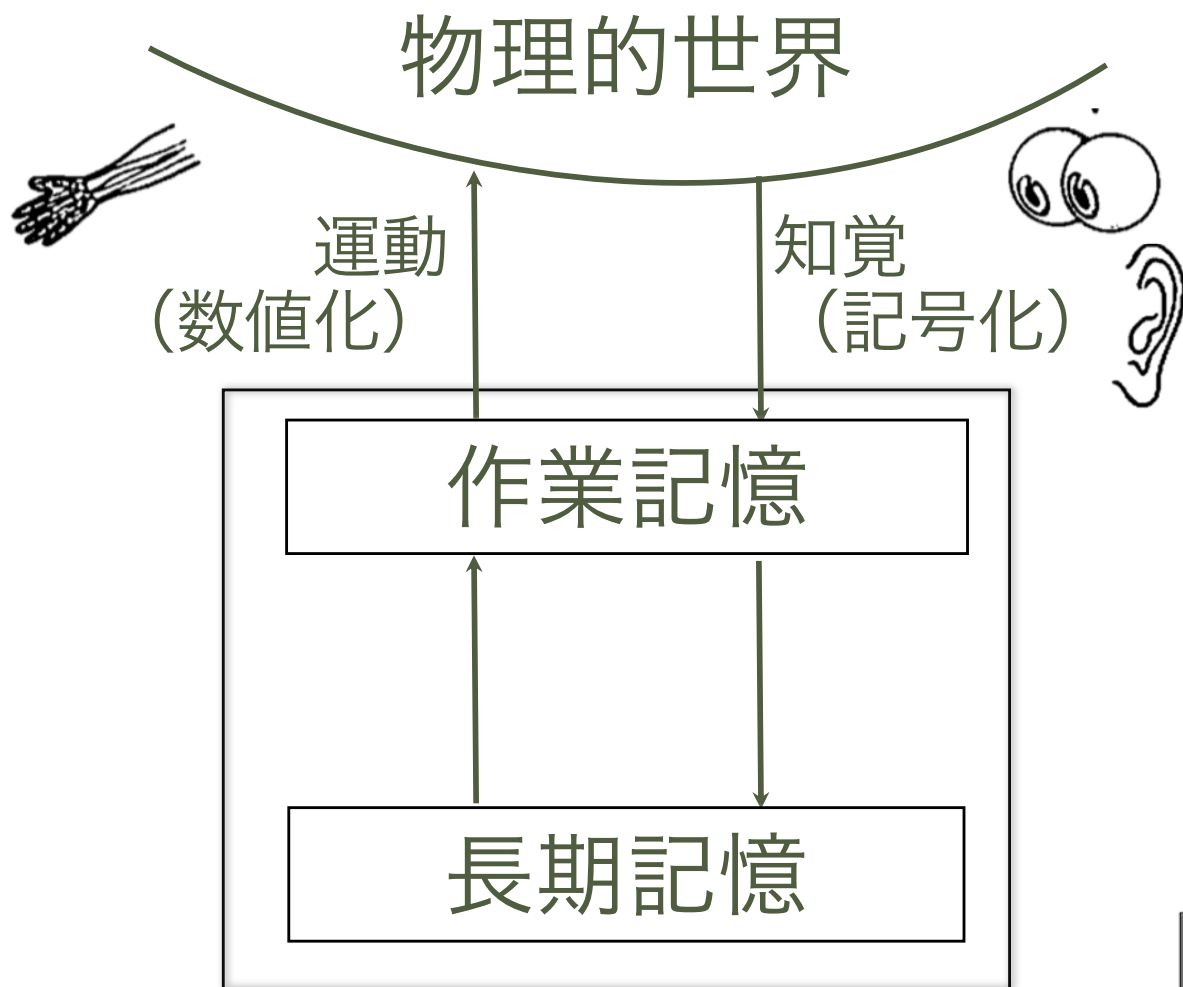 物理的世界
運動
（数値化）
知覚
（記号化）
作業記憶
長期記憶